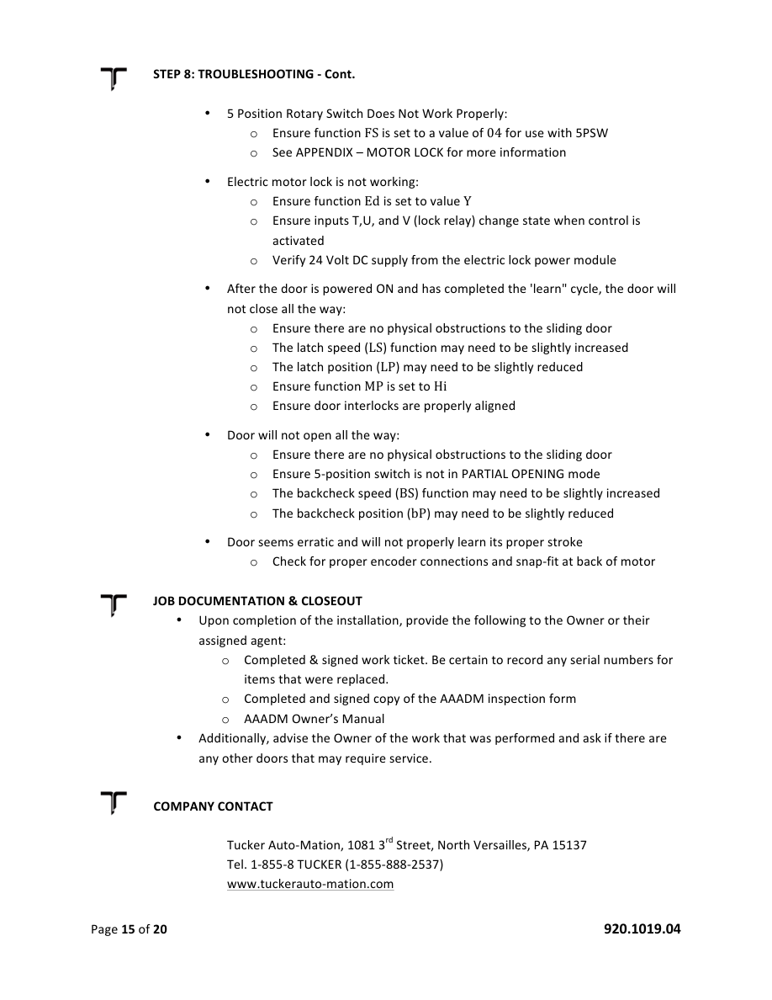 STEP 8: TROUBLESHOOTING - Cont.
• 5 Position Rotary Switch Does Not Work Properly:
o Ensure function FS is set to a value of 04 for use with 5PSW
o See APPENDIX – MOTOR LOCK for more information
• Electric motor lock is not working:
o Ensure function Ed is set to value Y
o Ensure inputs T,U, and V (lock relay) change state when control is
activated
o Verify 24 Volt DC supply from the electric lock power module
• After the door is powered ON and has completed the 'learn" cycle, the door will
not close all the way:
o Ensure there are no physical obstructions to the sliding door
o The latch speed (LS) function may need to be slightly increased
o The latch position (LP) may need to be slightly reduced
o Ensure function MP is set to Hi
o Ensure door interlocks are properly aligned
• Door will not open all the way:
o Ensure there are no physical obstructions to the sliding door
o Ensure 5-position switch is not in PARTIAL OPENING mode
o The backcheck speed (BS) function may need to be slightly increased
o The backcheck position (bP) may need to be slightly reduced
• Door seems erratic and will not properly learn its proper stroke
o Check for proper encoder connections and snap-fit at back of motor
JOB DOCUMENTATION & CLOSEOUT
• Upon completion of the installation, provide the following to the Owner or their
assigned agent:
o Completed & signed work ticket. Be certain to record any serial numbers for
items that were replaced.
o Completed and signed copy of the AAADM inspection form
o AAADM Owner’s Manual
• Additionally, advise the Owner of the work that was performed and ask if there are
any other doors that may require service.
COMPANY CONTACT
Tucker Auto-Mation, 1081 3rd Street, North Versailles, PA 15137
Tel. 1-855-8 TUCKER (1-855-888-2537)
www.tuckerauto-mation.com
Page 15 of 20 920.1019.04